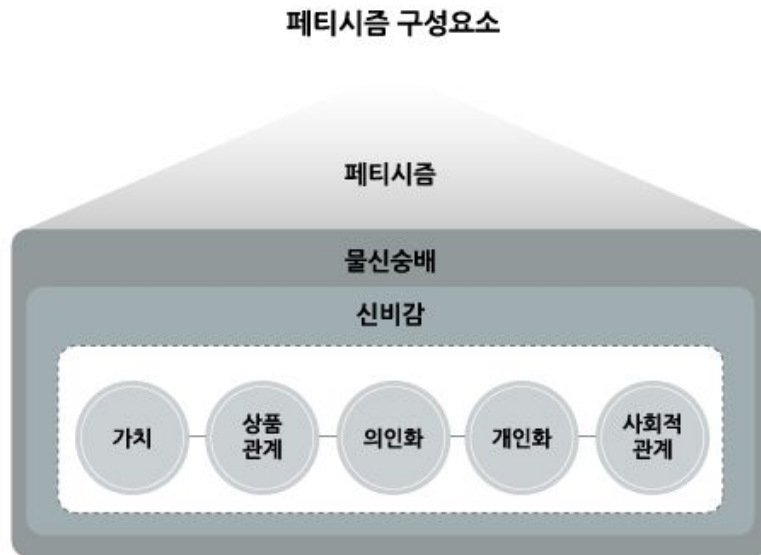 페티시즘 구성요소
페티시즘
물신숭배
신비감
가치
상품
관계
의인화
개인화
사회적
관계